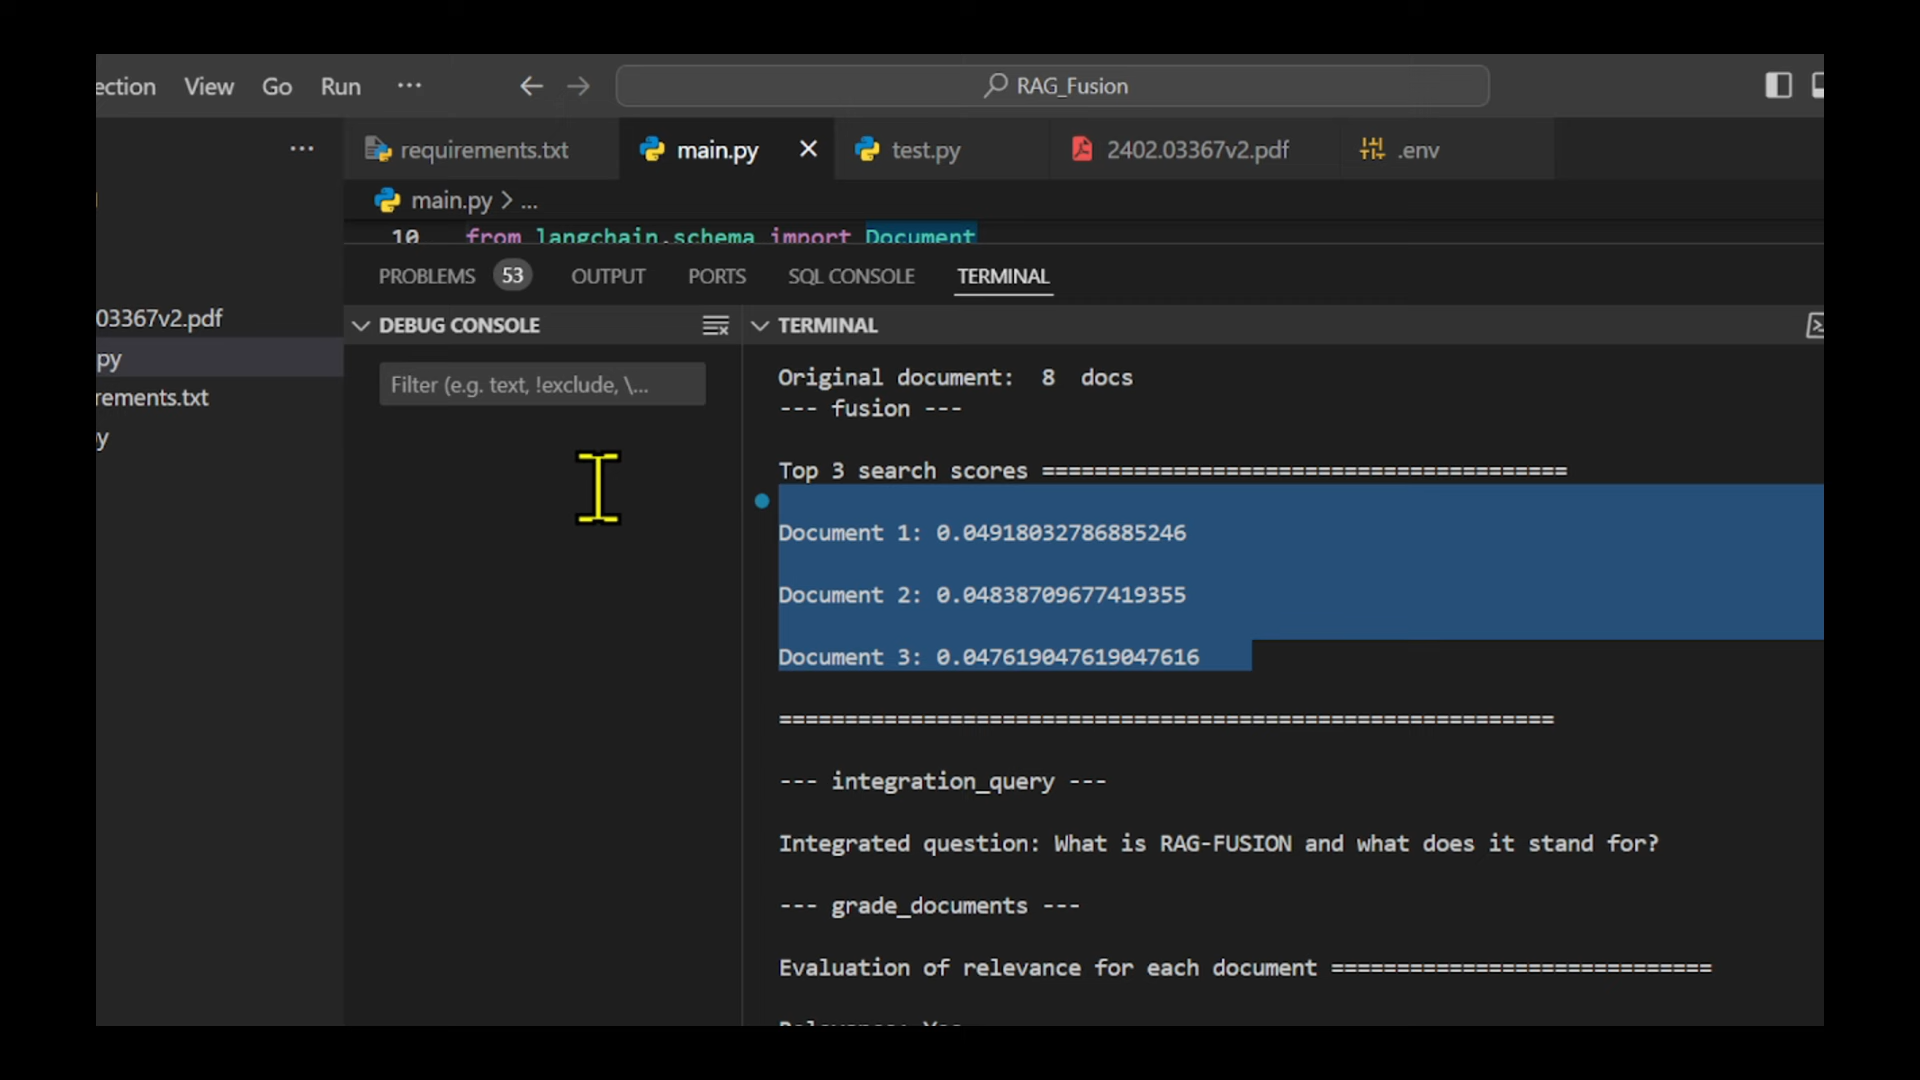 ection View Go Run ··· RAG_Fusion
··· requirements.txt main.py test.py 2402.03367v2.pdf .env
main.py > ...
10 from langchain.schema import Document
PROBLEMS 53 OUTPUT PORTS SQL CONSOLE TERMINAL
03367v2.pdf
DEBUG CONSOLE TERMINAL
py
Filter (e.g. text, !exclude, \...
rements.txt
y
Original document: 8 docs
--- fusion ---
Top 3 search scores ========================================
Document 1: 0.04918032786885246
Document 2: 0.04838709677419355
Document 3: 0.047619047619047616
===========================================================
--- integration_query ---
Integrated question: What is RAG-FUSION and what does it stand for?
--- grade_documents ---
Evaluation of relevance for each document =============================
Relevance: Yes